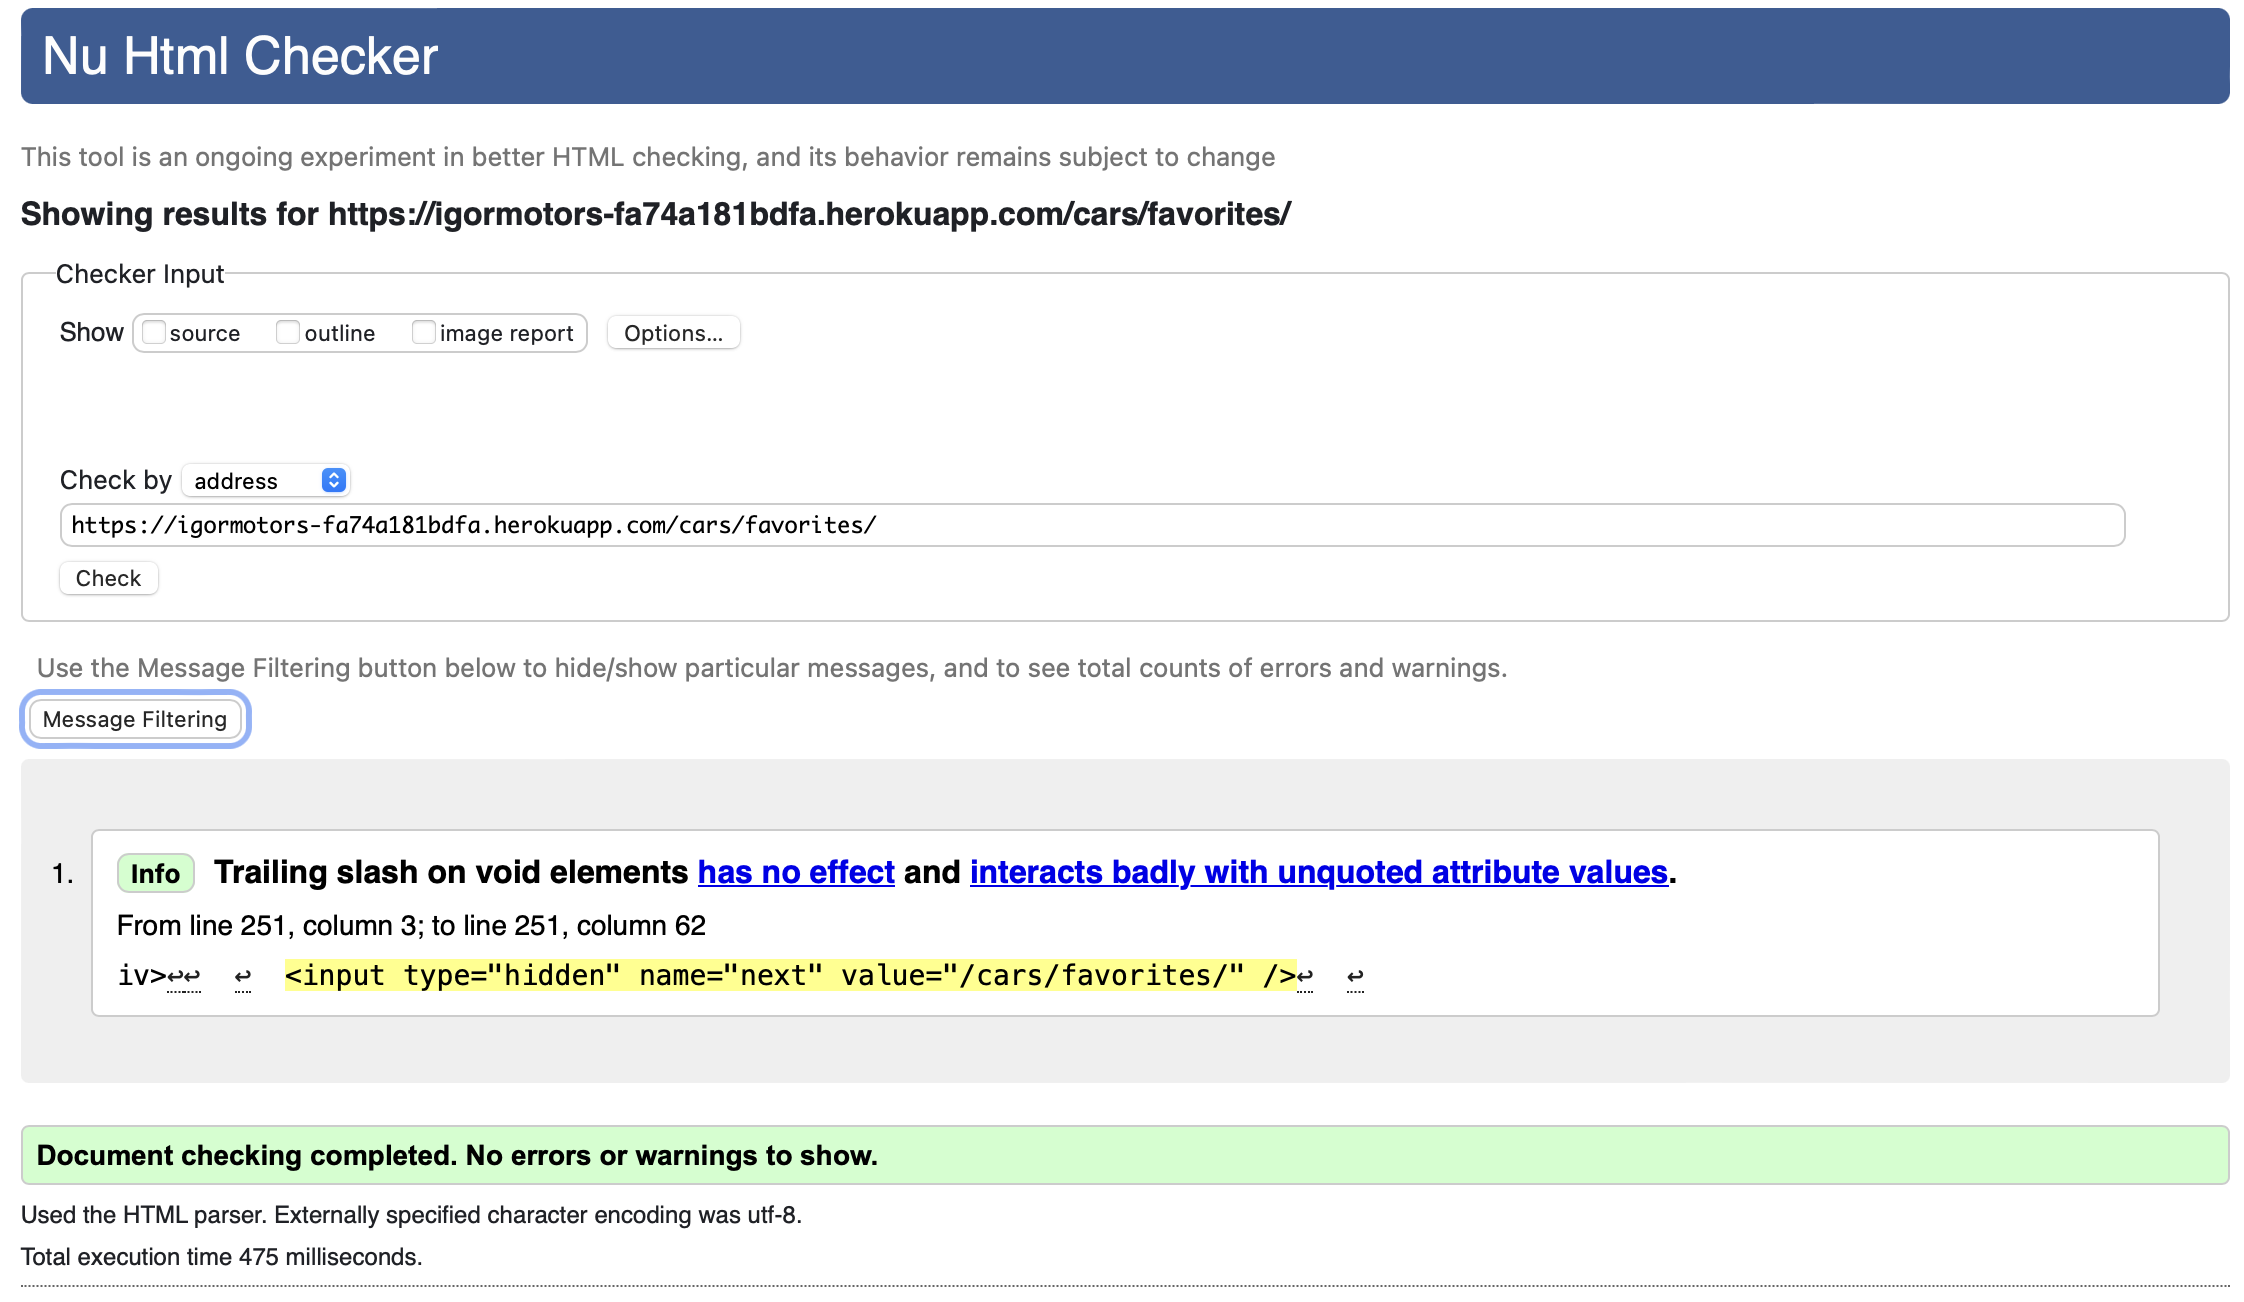 Nu Html Checker
This tool is an ongoing experiment in better HTML checking, and its behavior remains subject to change
Showing results for https://igormotors-fa74a181bdfa.herokuapp.com/cars/favorites/
Checker Input
Show source outline image report Options...
Check by address
https://igormotors-fa74a181bdfa.herokuapp.com/cars/favorites/
Check
Use the Message Filtering button below to hide/show particular messages, and to see total counts of errors and warnings.
Message Filtering
1. Info Trailing slash on void elements has no effect and interacts badly with unquoted attribute values.
From line 251, column 3; to line 251, column 62
iv>↩↩ ↩ <input type="hidden" name="next" value="/cars/favorites/" />↩ ↩
Document checking completed. No errors or warnings to show.
Used the HTML parser. Externally specified character encoding was utf-8.
Total execution time 475 milliseconds.